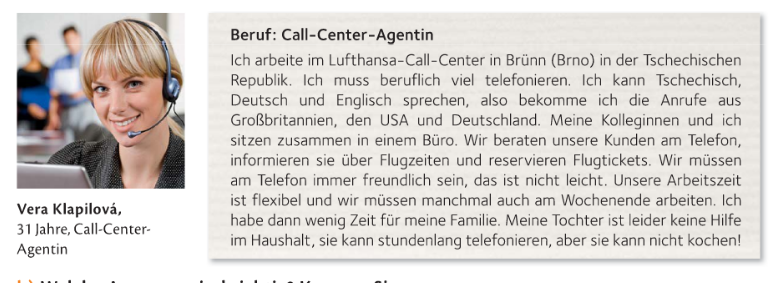 Beruf: Call-Center-Agentin
Ich arbeite im Lufthansa-Call-Center in Brünn (Brno) in der Tschechischen
Republik. Ich muss beruflich viel telefonieren. Ich kann Tschechisch,
Deutsch und Englisch sprechen, also bekomme ich die Anrufe aus
Großbritannien, den USA und Deutschland. Meine Kolleginnen und ich
sitzen zusammen in einem Büro. Wir beraten unsere Kunden am Telefon,
informieren sie über Flugzeiten und reservieren Flugtickets. Wir müssen
am Telefon immer freundlich sein, das ist nicht leicht. Unsere Arbeitszeit
ist flexibel und wir müssen manchmal auch am Wochenende arbeiten. Ich
habe dann wenig Zeit für meine Familie. Meine Tochter ist leider keine Hilfe
im Haushalt, sie kann stundenlang telefonieren, aber sie kann nicht kochen!
Vera Klapilová,
31 Jahre, Call-Center-
Agentin